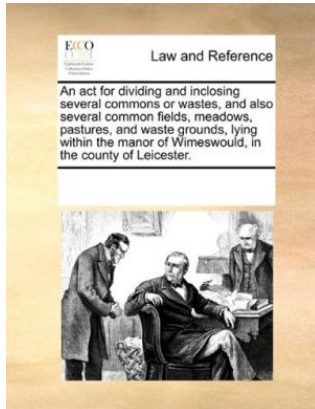 ECCO
Law and Reference
An act for dividing and inclosing
several commons or wastes, and also
several common fields, meadows,
pastures, and waste grounds, lying
within the manor of Wimeswould, in
the county of Leicester.